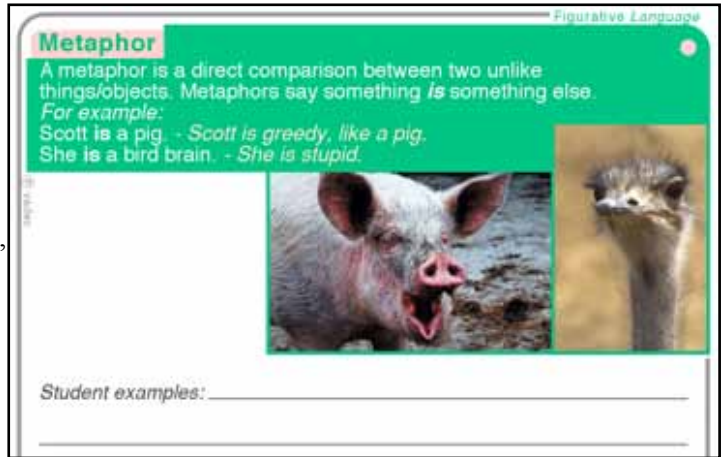 Figurative Language
Metaphor
A metaphor is a direct comparison between two unlike
things/objects. Metaphors say something is something else.
For example:
Scott is a pig. - Scott is greedy, like a pig.
She is a bird brain. - She is stupid.
,
Student examples: